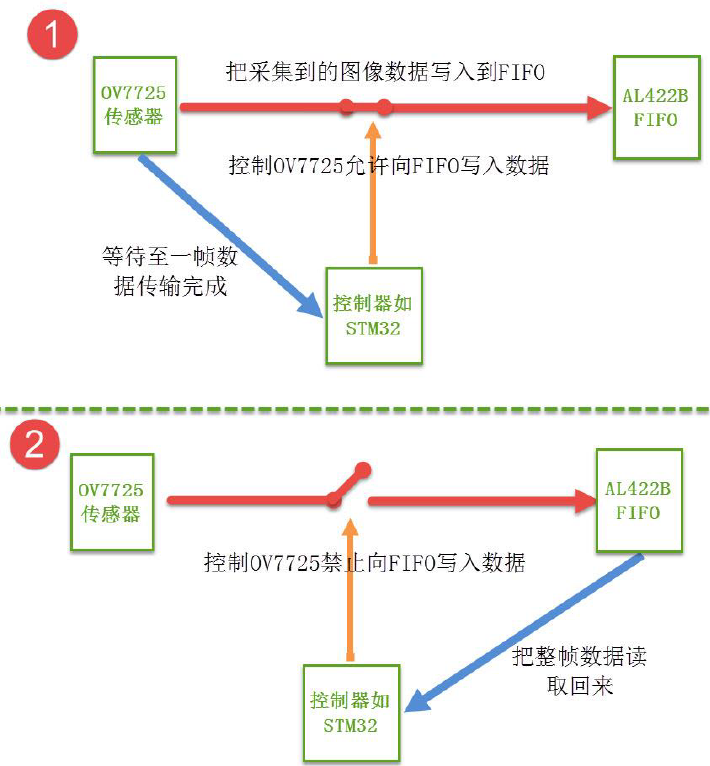 1
把采集到的图像数据写入到FIFO
OV7725
传感器
AL422B
FIFO
控制OV7725允许向FIFO写入数据
等待至一帧数
据传输完成
控制器如
STM32
2
OV7725
传感器
AL422B
FIFO
控制OV7725禁止向FIFO写入数据
把整帧数据读
取回来
控制器如
STM32